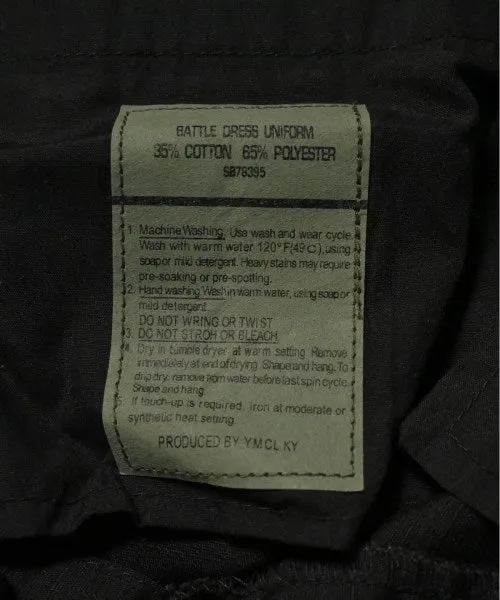 BATTLE DRESS UNIFORM
35% COTTON 65% POLYESTER
SB78395
1. Machine Washing. Use wash and wear cycle.
Wash with warm water 120°F(49C),using
soap or mild detergent. Heavy stains may require
pre-soaking or pre-spotting.
2. Hand washing Wash in warm water, using soap or
mild detergent.
DO NOT WRING OR TWIST
3. DO NOT STROH OR BLEACH
4. Dry in tumble dryer at warm setting. Remove
immediately at end of drying. Shape and hang. To
drip dry, remove from water before last spin cycle.
Shape and hang.
5. If touch-up is required, iron at moderate or
synthetic heat setting.
PRODUCED BY YMCL KY